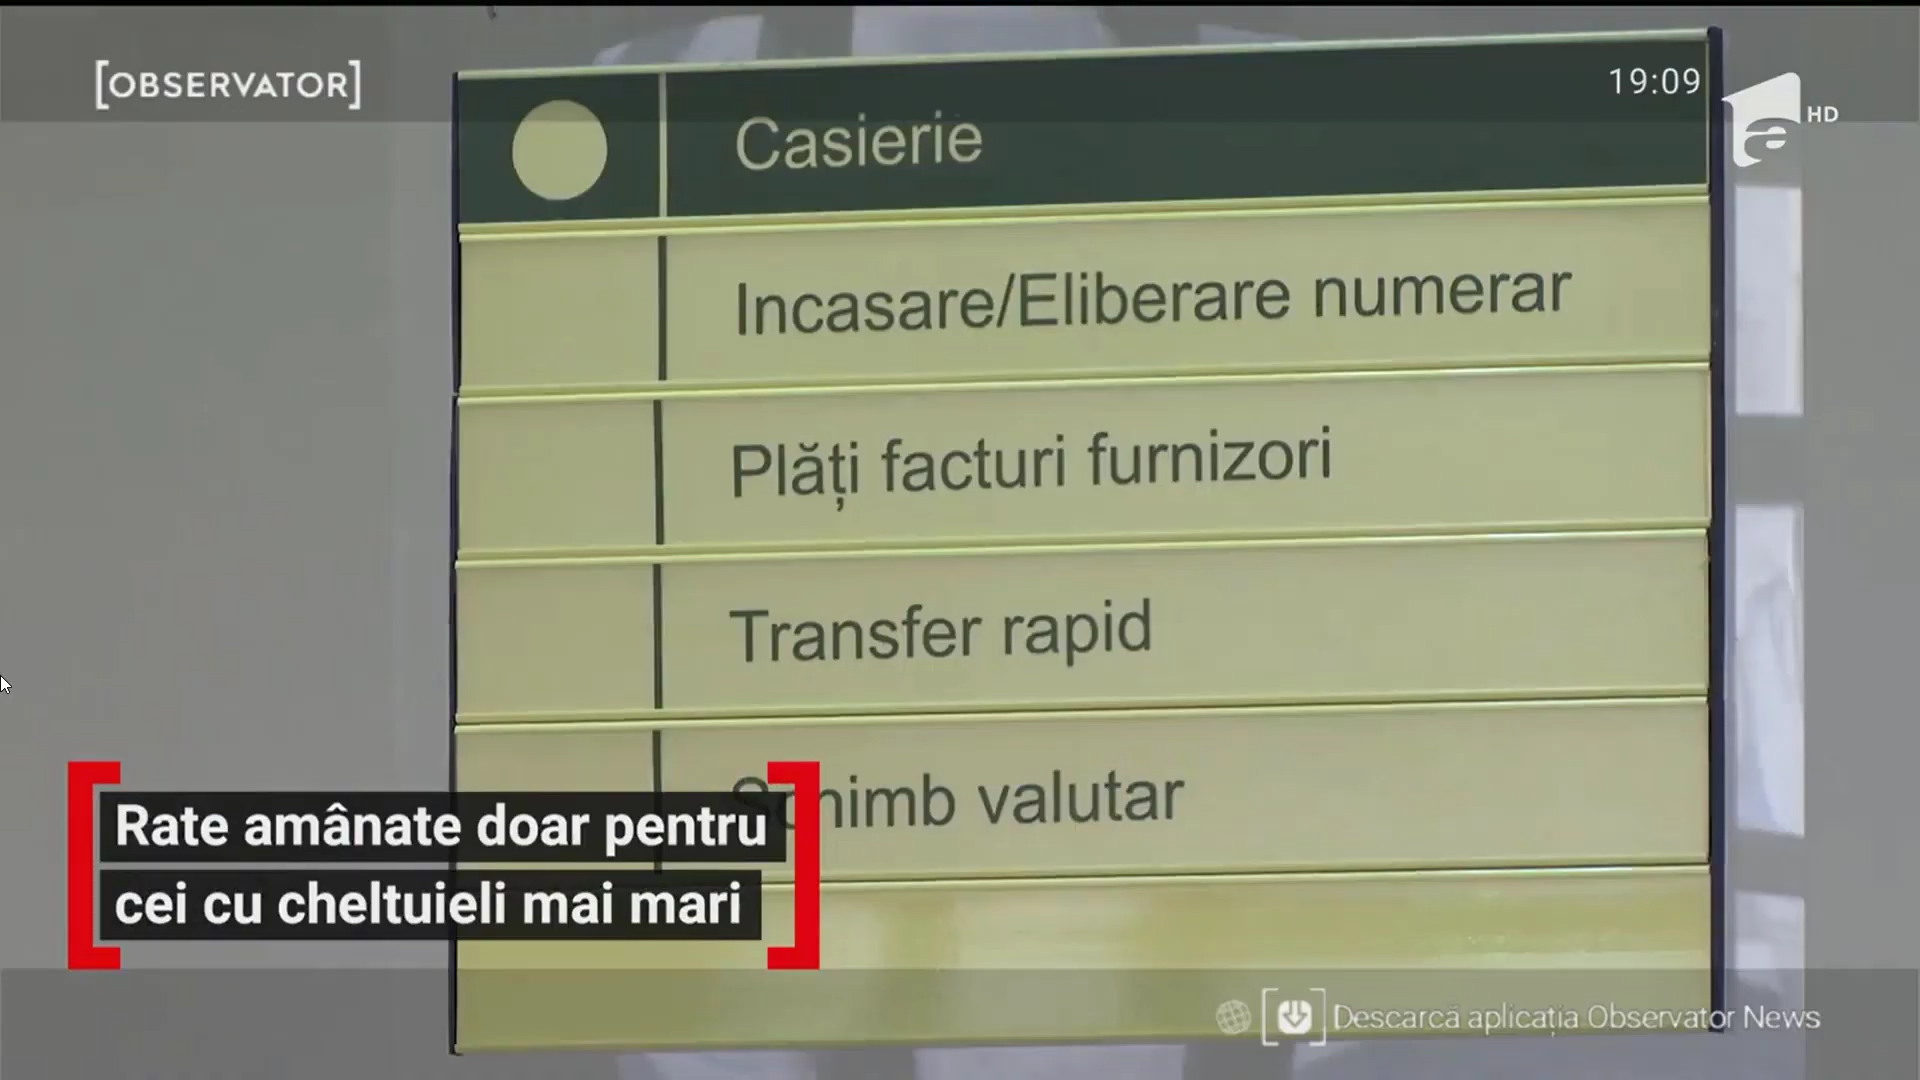 [OBSERVATOR]
19:09
HD
Casierie
Incasare/Eliberare numerar
Plăți facturi furnizori
Transfer rapid
Schimb valutar
Rate amânate doar pentru
cei cu cheltuieli mai mari
Descarcă aplicația Observator News